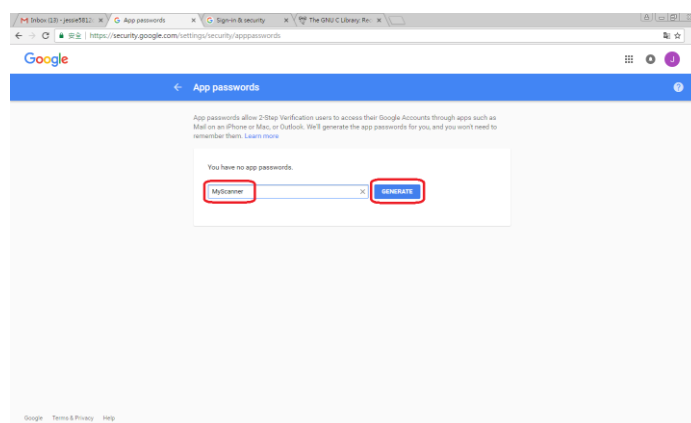 Inbox (13) - jesse5812
App passwords
Sign-in & security
The GNU C Library: Re
安全 | https://security.google.com/settings/security/apppasswords
Google
J
App passwords
App passwords allow 2-Step Verification users to access their Google Accounts through apps such as
Mail on an iPhone or Mac, or Outlook. We'll generate the app passwords for you, and you won't need to
remember them. Learn more
You have no app passwords.
MyScanner
GENERATE
Google Terms & Privacy Help